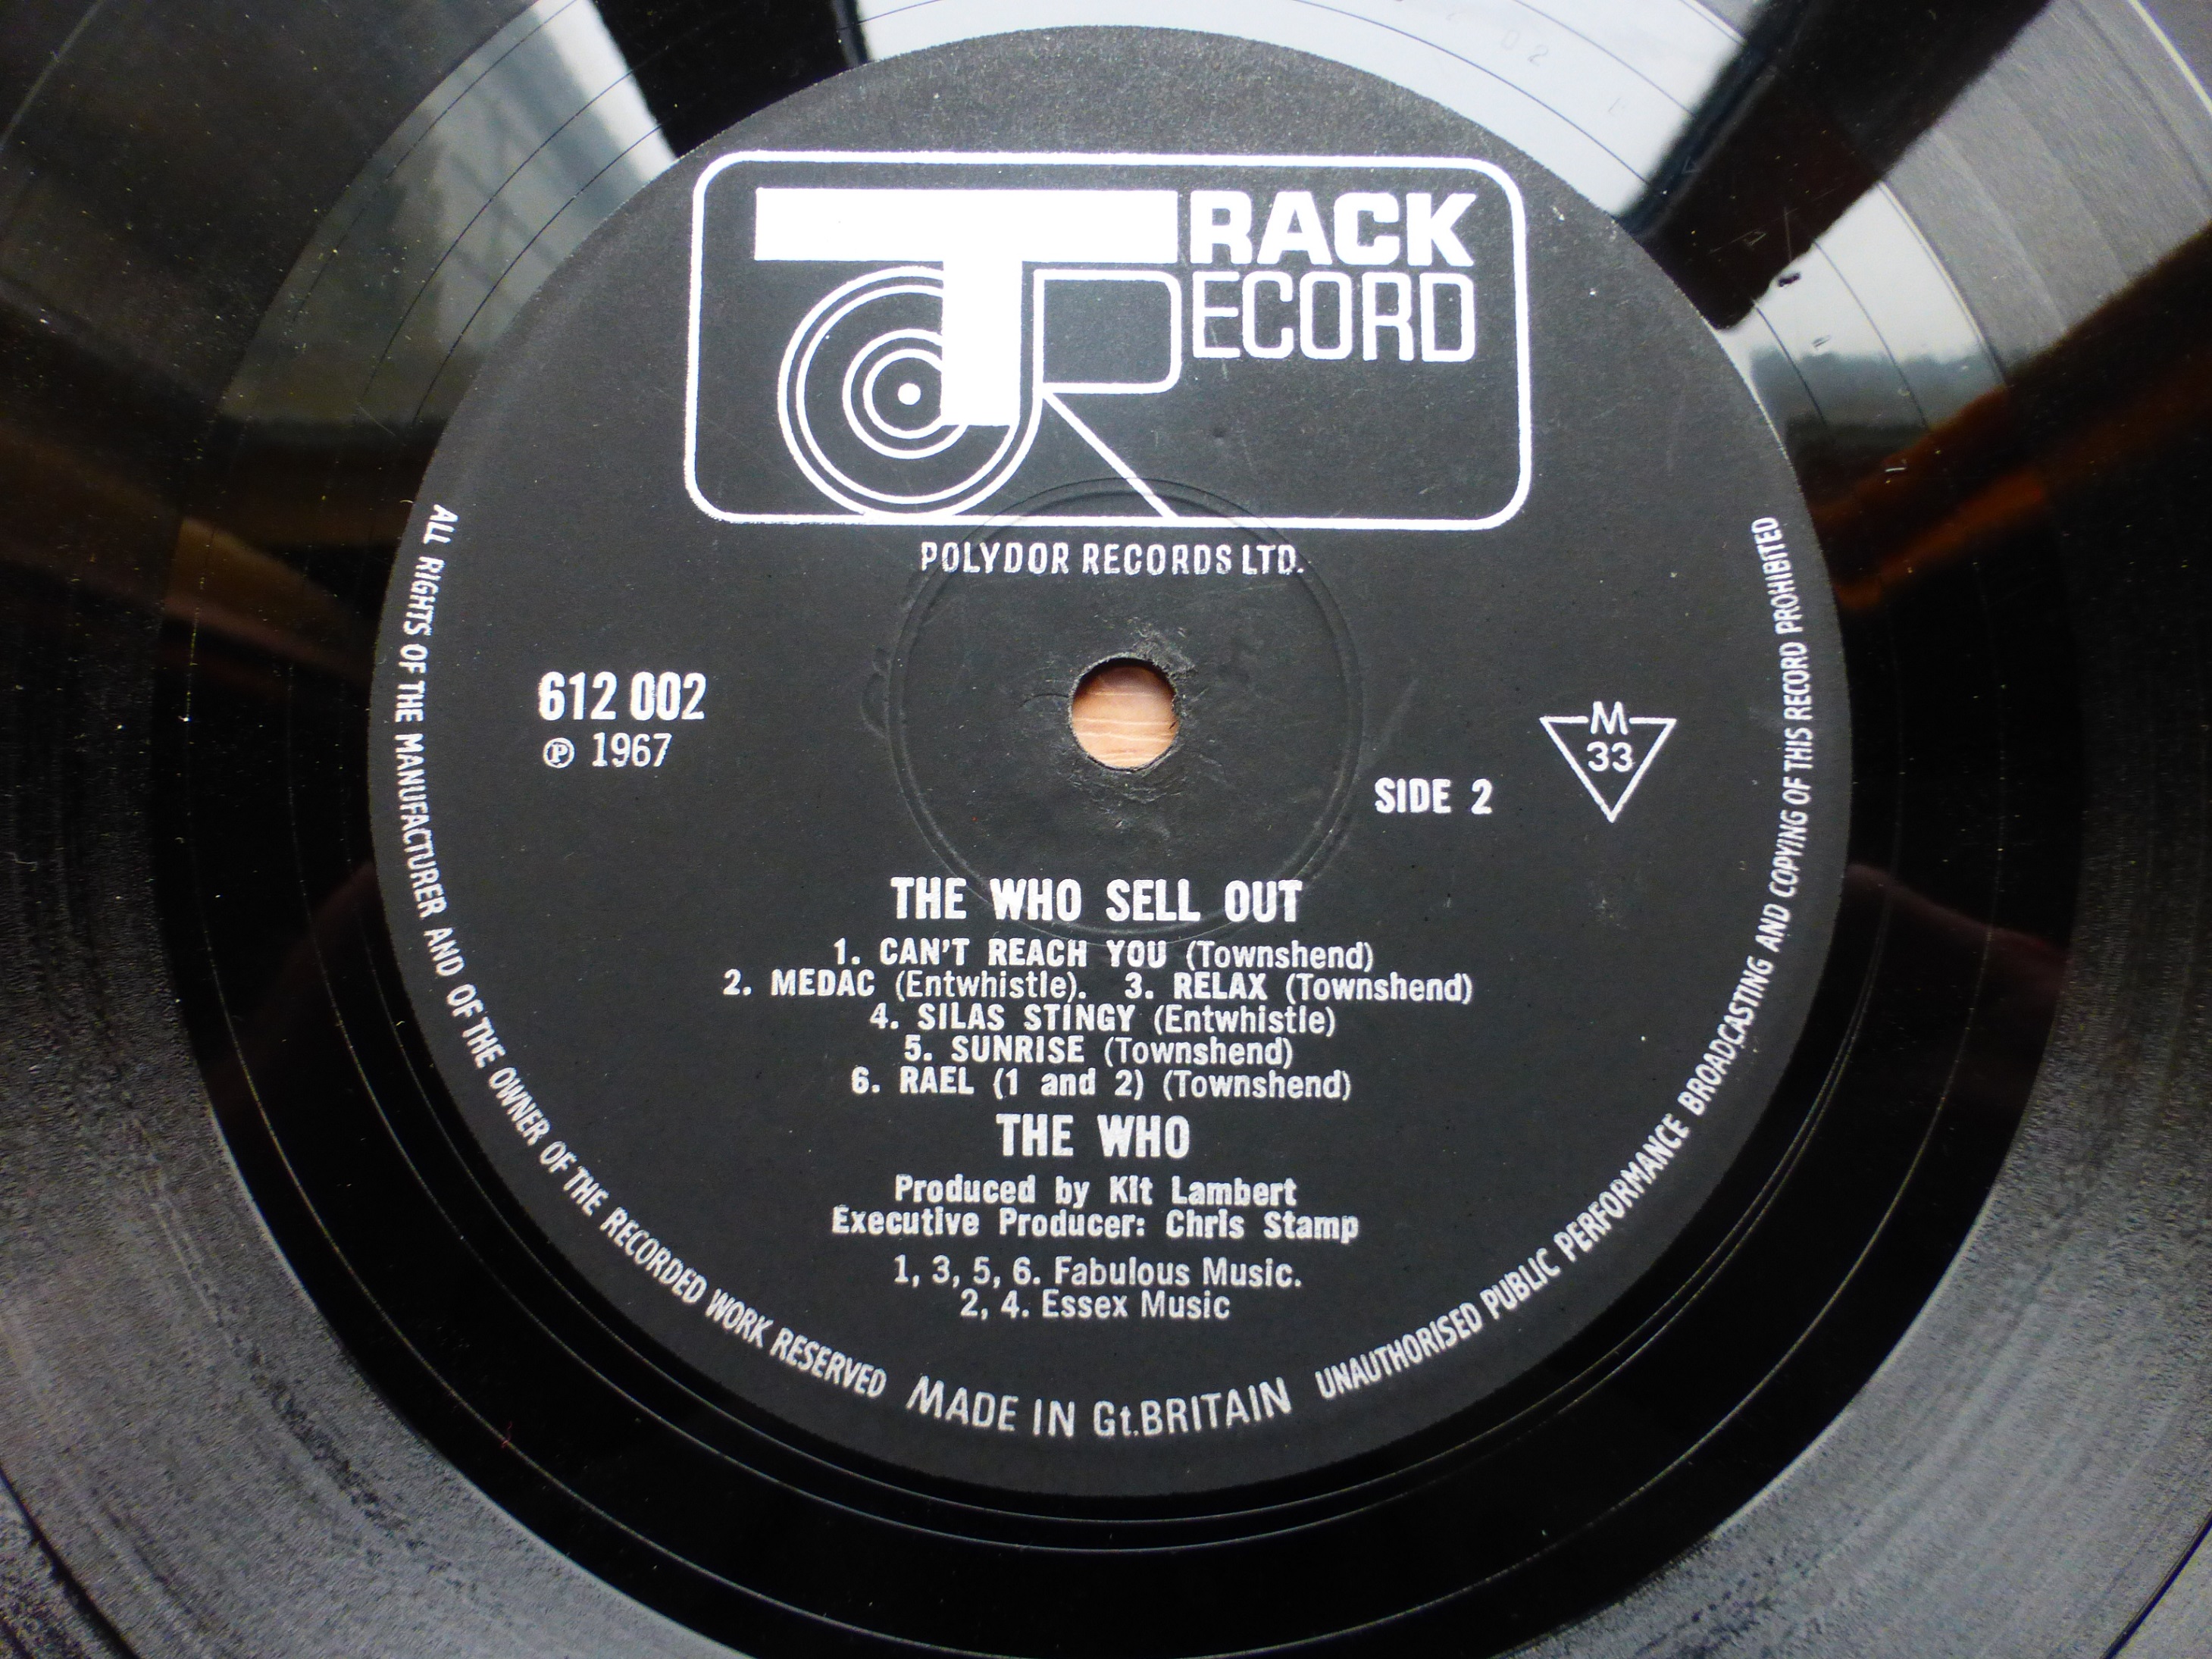 TRACK
RECORD
POLYDOR RECORDS LTD.
612 002
℗ 1967
M
33
SIDE 2
THE WHO SELL OUT
1. CAN'T REACH YOU (Townshend)
2. MEDAC (Entwhistle). 3. RELAX (Townshend)
4. SILAS STINGY (Entwhistle)
5. SUNRISE (Townshend)
6. RAEL (1 and 2) (Townshend)
THE WHO
Produced by Kit Lambert
Executive Producer: Chris Stamp
1, 3, 5, 6. Fabulous Music.
2, 4. Essex Music
ALL RIGHTS OF THE MANUFACTURER AND OF THE OWNER OF THE RECORDED WORK RESERVED
MADE IN Gt.BRITAIN
UNAUTHORISED PUBLIC PERFORMANCE BROADCASTING AND COPYING OF THIS RECORD PROHIBITED